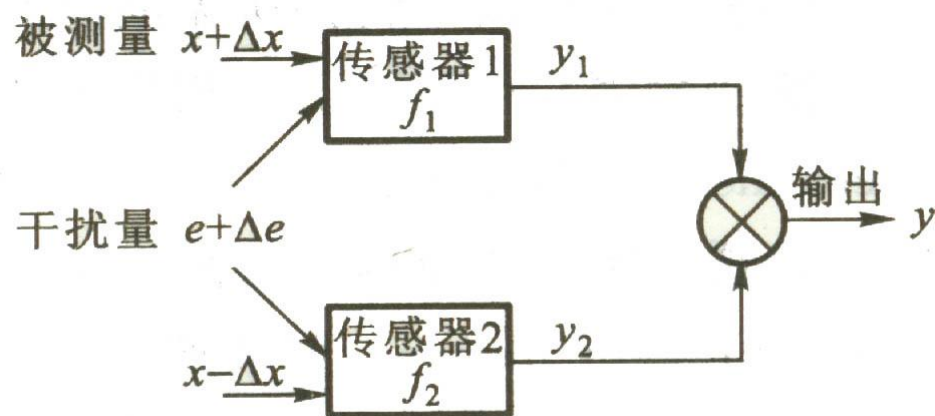 被测量 x+Δx
传感器1
f₁
y₁
干扰量 e+Δe
输出
y
传感器2
f₂
y₂
x−Δx